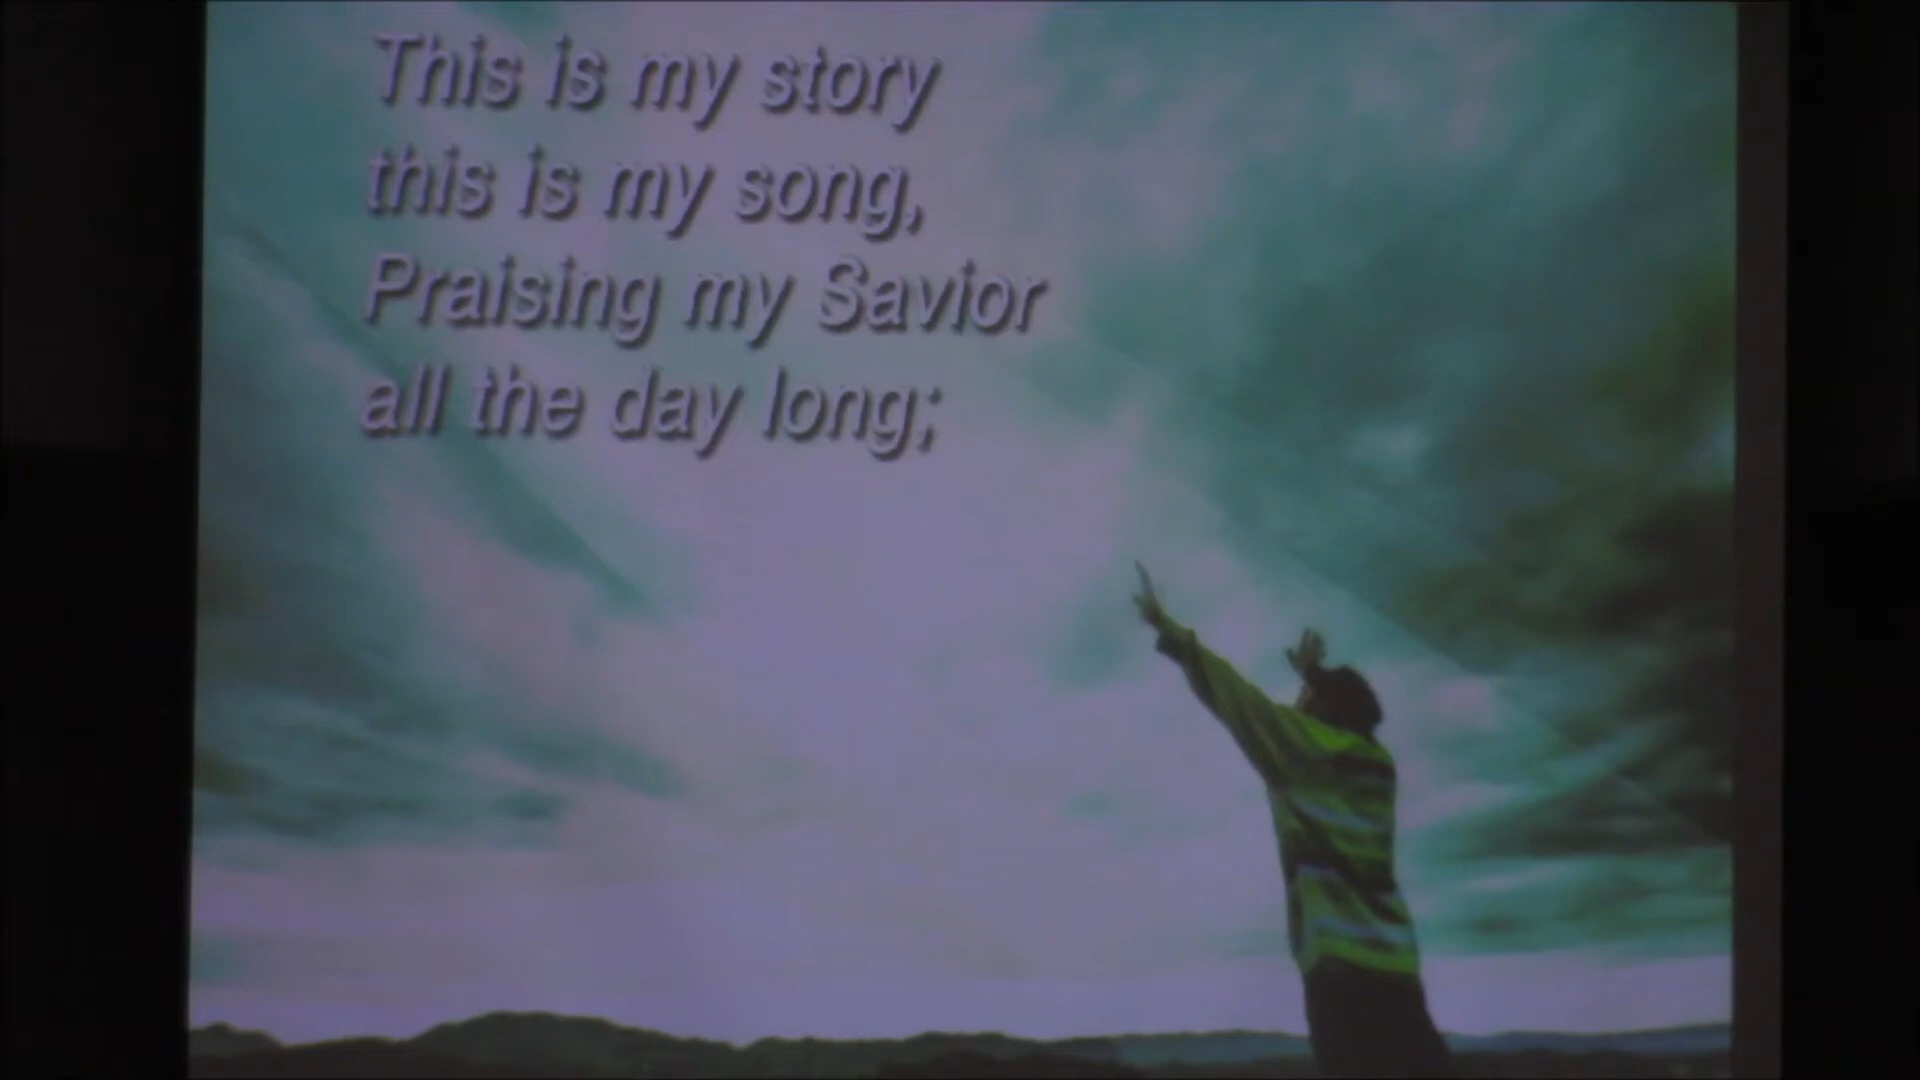 This is my story
this is my song,
Praising my Savior
all the day long;